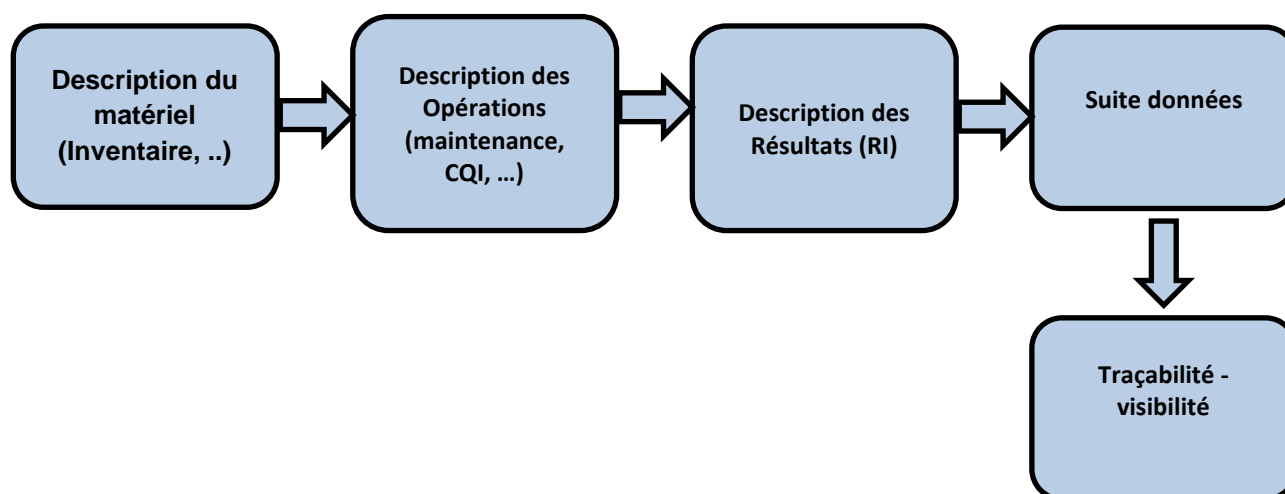 Description du
matériel
(Inventaire, ..)
Description des
Opérations
(maintenance,
CQI, …)
Description des
Résultats (RI)
Suite données
Traçabilité -
visibilité